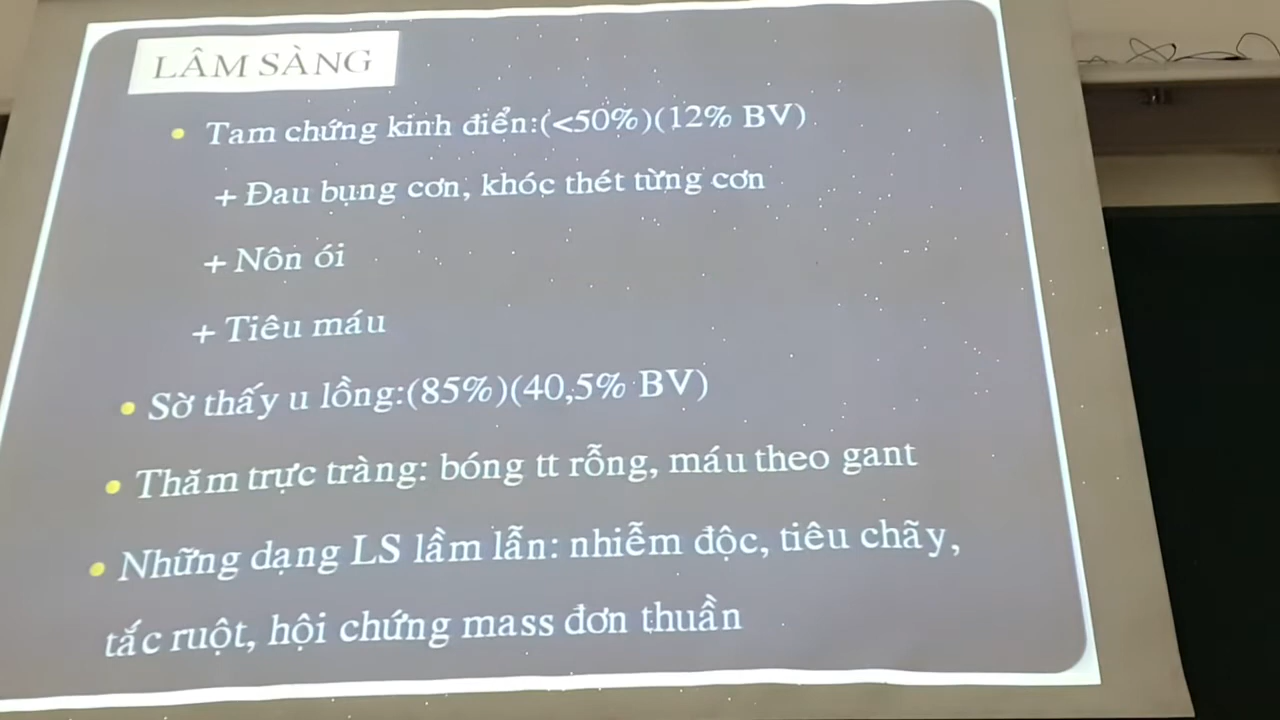 LÂM SÀNG
• Tam chứng kinh điển:(<50%)(12% BV)
+ Đau bụng cơn, khóc thét từng cơn
+ Nôn ói
+ Tiêu máu
• Sờ thấy u lồng:(85%)(40,5% BV)
• Thăm trực tràng: bóng tt rỗng, máu theo gant
• Những dạng LS lầm lẫn: nhiễm độc, tiêu chãy,
tắc ruột, hội chứng mass đơn thuần